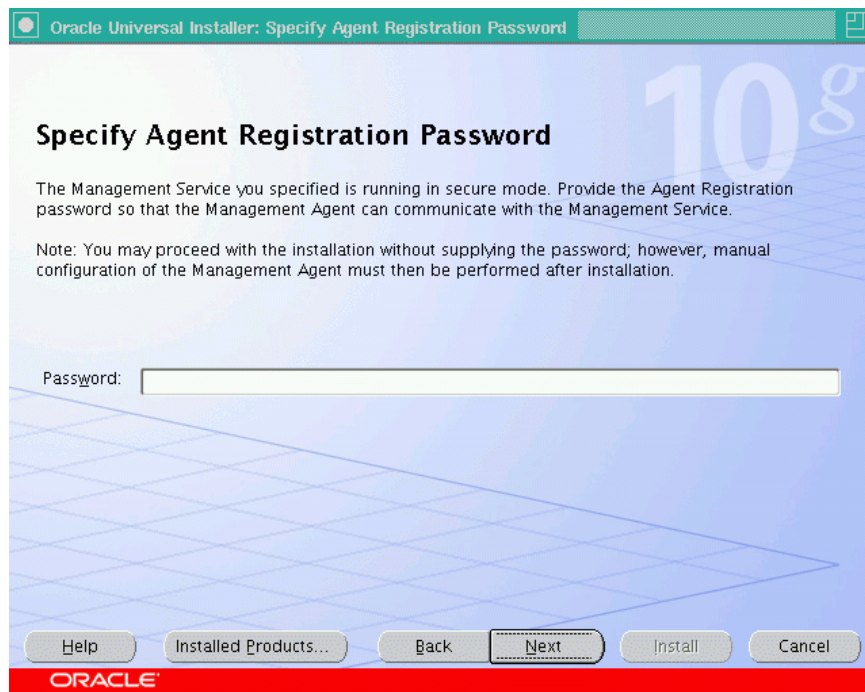 Oracle Universal Installer: Specify Agent Registration Password
10g
Specify Agent Registration Password
The Management Service you specified is running in secure mode. Provide the Agent Registration
password so that the Management Agent can communicate with the Management Service.
Note: You may proceed with the installation without supplying the password; however, manual
configuration of the Management Agent must then be performed after installation.
Password:
Help
Installed Products...
Back
Next
Install
Cancel
ORACLE